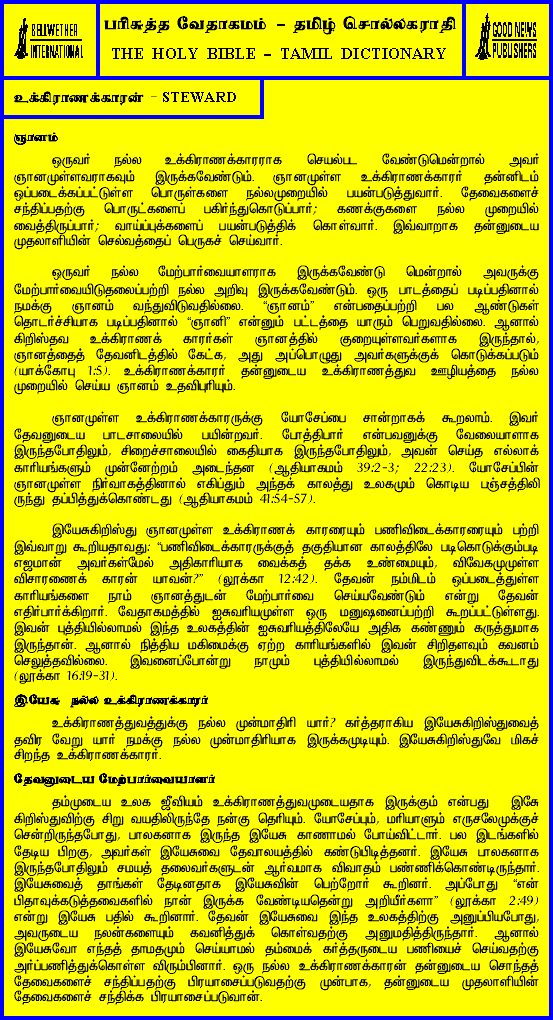 BELLWETHER
INTERNATIONAL
பரிசுத்த வேதாகமம் - தமிழ் சொல்லகராதி
THE HOLY BIBLE - TAMIL DICTIONARY
GOOD NEWS
PUBLISHERS
உக்கிராணக்காரன் - STEWARD
ஞானம்
ஒருவர் நல்ல உக்கிராணக்காரராக செயல்பட வேண்டுமென்றால் அவர்
ஞானமுள்ளவராகவும் இருக்கவேண்டும். ஞானமுள்ள உக்கிராணக்காரர் தன்னிடம்
ஒப்படைக்கப்பட்டுள்ள பொருள்களை நல்லமுறையில் பயன்படுத்துவார். தேவைகளைச்
சந்திப்பதற்கு பொருட்களைப் பகிர்ந்துகொடுப்பார்; கணக்குகளை நல்ல முறையில்
வைத்திருப்பார்; வாய்ப்புக்களைப் பயன்படுத்திக் கொள்வார். இவ்வாறாக தன்னுடைய
முதலாளியின் செல்வத்தைப் பெருகச் செய்வார்.
ஒருவர் நல்ல மேற்பார்வையாளராக இருக்கவேண்டு மென்றால் அவருக்கு
மேற்பார்வையிடுதலைப்பற்றி நல்ல அறிவு இருக்கவேண்டும். ஒரு பாடத்தைப் படிப்பதினால்
நமக்கு ஞானம் வந்துவிடுவதில்லை. "ஞானம்" என்பதைப்பற்றி பல ஆண்டுகள்
தொடர்ச்சியாக படிப்பதினால் "ஞானி" என்னும் பட்டத்தை யாரும் பெறுவதில்லை. ஆனால்
கிறிஸ்தவ உக்கிராணக் காரர்கள் ஞானத்தில் குறைவுள்ளவர்களாக இருந்தால்,
ஞானத்தைத் தேவனிடத்தில் கேட்க, அது அப்பொழுது அவர்களுக்குக் கொடுக்கப்படும்
(யாக்கோபு 1:5). உக்கிராணக்காரர் தன்னுடைய உக்கிராணத்துவ ஊழியத்தை நல்ல
முறையில் செய்ய ஞானம் உதவிபுரியும்.
ஞானமுள்ள உக்கிராணக்காரருக்கு யோசேப்பை சான்றாகக் கூறலாம். இவர்
தேவனுடைய பாடசாலையில் பயின்றவர். போத்திபார் என்பவனுக்கு வேலையாளாக
இருந்தபோதிலும், சிறைச்சாலையில் கைதியாக இருந்தபோதிலும், அவன் செய்த எல்லாக்
காரியங்களும் முன்னேற்றம் அடைந்தன (ஆதியாகமம் 39:2-3; 22:23). யோசேப்பின்
ஞானமுள்ள நிர்வாகத்தினால் எகிப்தும் அந்தக் காலத்து உலகமும் கொடிய பஞ்சத்திலி
ருந்து தப்பித்துக்கொண்டது (ஆதியாகமம் 41:54-57).
இயேசுகிறிஸ்து ஞானமுள்ள உக்கிராணக் காரரையும் பணிவிடைக்காரரையும் பற்றி
இவ்வாறு கூறியதாவது: "பணிவிடைக்காரருக்குத் தகுதியான காலத்திலே படிகொடுக்கும்படி
எஜமான் அவர்கள்மேல் அதிகாரியாக வைக்கத் தக்க உண்மையும், விவேகமுமுள்ள
விசாரணைக் காரன் யாவன்?" (லூக்கா 12:42). தேவன் நம்மிடம் ஒப்படைத்துள்ள
காரியங்களை நாம் ஞானத்துடன் மேற்பார்வை செய்யவேண்டும் என்று தேவன்
எதிர்பார்க்கிறார். வேதாகமத்தில் ஐசுவரியமுள்ள ஒரு மனுஷனைப்பற்றி கூறப்பட்டுள்ளது.
இவன் புத்தியில்லாமல் இந்த உலகத்தின் ஐசுவரியத்திலேயே அதிக கண்ணும் கருத்துமாக
இருந்தான். ஆனால் நித்திய மகிமைக்கு ஏற்ற காரியங்களில் இவன் சிறிதளவும் கவனம்
செலுத்தவில்லை. இவனைப்போன்று நாமும் புத்தியில்லாமல் இருந்துவிடக்கூடாது
(லூக்கா 16:19-31).
இயேசு நல்ல உக்கிராணக்காரர்
உக்கிராணத்துவத்துக்கு நல்ல முன்மாதிரி யார்? கர்த்தராகிய இயேசுகிறிஸ்துவைத்
தவிர வேறு யார் நமக்கு நல்ல முன்மாதிரியாக இருக்கமுடியும். இயேசுகிறிஸ்துவே மிகச்
சிறந்த உக்கிராணக்காரர்.
தேவனுடைய மேற்பார்வையாளர்
தம்முடைய உலக ஜீவியம் உக்கிராணத்துவமுடையதாக இருக்கும் என்பது இசே
கிறிஸ்துவிற்கு சிறு வயதிலிருந்தே நன்கு தெரியும். யோசேப்பும், மரியாளும் எருசலேமுக்குச்
சென்றிருந்தபோது, பாலகனாக இருந்த இயேசு காணாமல் போய்விட்டார். பல இடங்களில்
தேடிய பிறகு, அவர்கள் இயேசுவை தேவாலயத்தில் கண்டுபிடித்தனர். இயேசு பாலகனாக
இருந்தபோதிலும் சமயத் தலைவர்களுடன் ஆர்வமாக விவாதம் பண்ணிக்கொண்டிருந்தார்.
இயேசுவைத் தாங்கள் தேடினதாக இயேசுவின் பெற்றோர் கூறினர். அப்போது "என்
பிதாவுக்கடுத்தவைகளில் நான் இருக்க வேண்டியதென்று அறியீர்களா" (லூக்கா 2:49)
என்று இயேசு பதில் கூறினார். தேவன் இயேசுவை இந்த உலகத்திற்கு அனுப்பியபோது,
அவருடைய நலன்களையும் கவனித்துக் கொள்வதற்கு அனுமதித்திருந்தார். ஆனால்
இயேசுவோ எந்தத் தாமதமும் செய்யாமல் தம்மைக் கர்த்தருடைய பணியைச் செய்வதற்கு
அர்ப்பணித்துக்கொள்ள விரும்பினார். ஒரு நல்ல உக்கிராணக்காரன் தன்னுடைய சொந்தத்
தேவைகளைச் சந்திப்பதற்கு பிரயாசைப்படுவதற்கு முன்பாக, தன்னுடைய முதலாளியின்
தேவைகளைச் சந்திக்க பிரயாசைப்படுவான்.